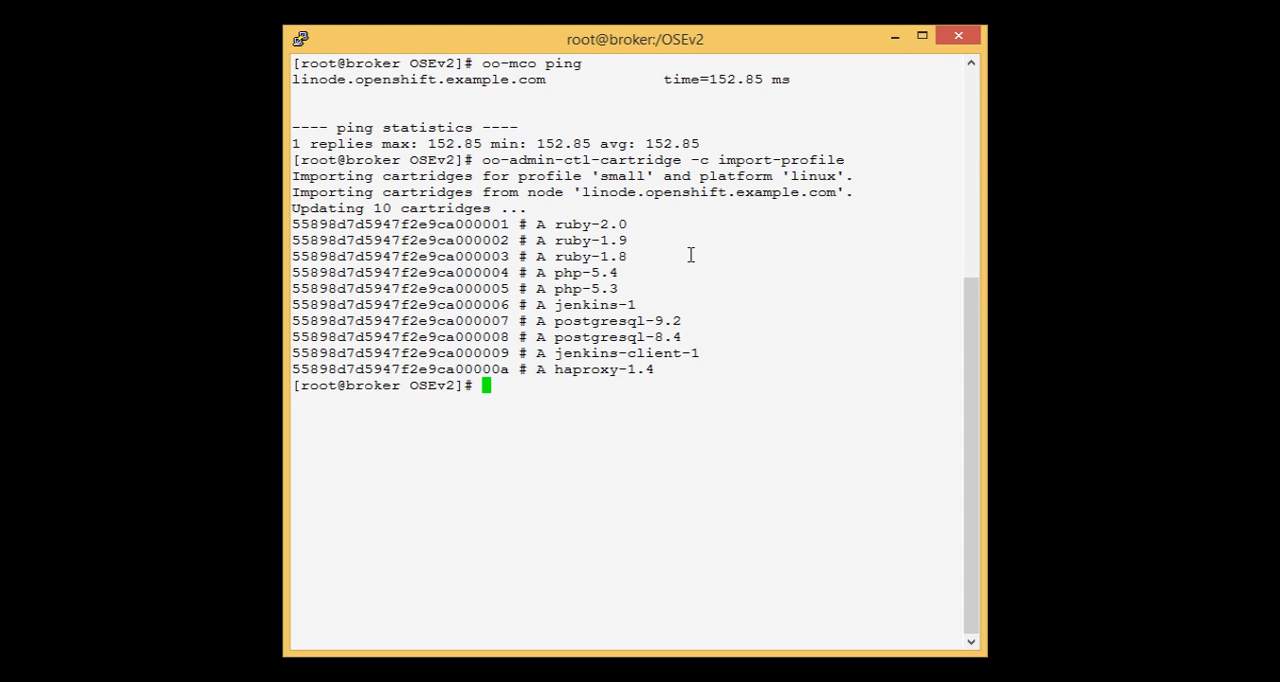 root@broker:/OSEv2
[root@broker OSEv2]# oo-mco ping
linode.openshift.example.com             time=152.85 ms
---- ping statistics ----
1 replies max: 152.85 min: 152.85 avg: 152.85
[root@broker OSEv2]# oo-admin-ctl-cartridge -c import-profile
Importing cartridges for profile 'small' and platform 'linux'.
Importing cartridges from node 'linode.openshift.example.com'.
Updating 10 cartridges ...
55898d7d5947f2e9ca000001 # A ruby-2.0
55898d7d5947f2e9ca000002 # A ruby-1.9
55898d7d5947f2e9ca000003 # A ruby-1.8
55898d7d5947f2e9ca000004 # A php-5.4
55898d7d5947f2e9ca000005 # A php-5.3
55898d7d5947f2e9ca000006 # A jenkins-1
55898d7d5947f2e9ca000007 # A postgresql-9.2
55898d7d5947f2e9ca000008 # A postgresql-8.4
55898d7d5947f2e9ca000009 # A jenkins-client-1
55898d7d5947f2e9ca00000a # A haproxy-1.4
[root@broker OSEv2]#